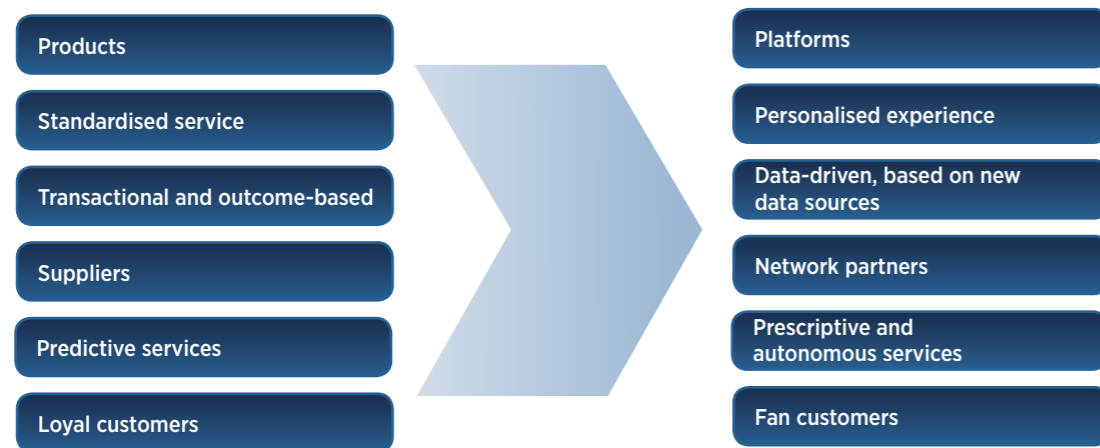 Products
Standardised service
Transactional and outcome-based
Suppliers
Predictive services
Loyal customers
Platforms
Personalised experience
Data-driven, based on new
data sources
Network partners
Prescriptive and
autonomous services
Fan customers